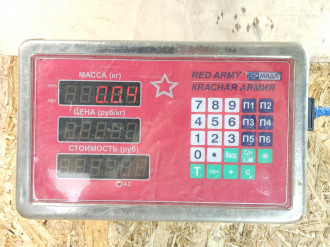 МАССА (кг)
0.04
RED ARMY МИДЛ
КРАСНАЯ АРМИЯ
ЦЕНА (руб/кг)
СТОИМОСТЬ (руб)
7 8 9 П1 П2
4 5 6 П3 П4
1 2 3 П5 П6
0 •
T C